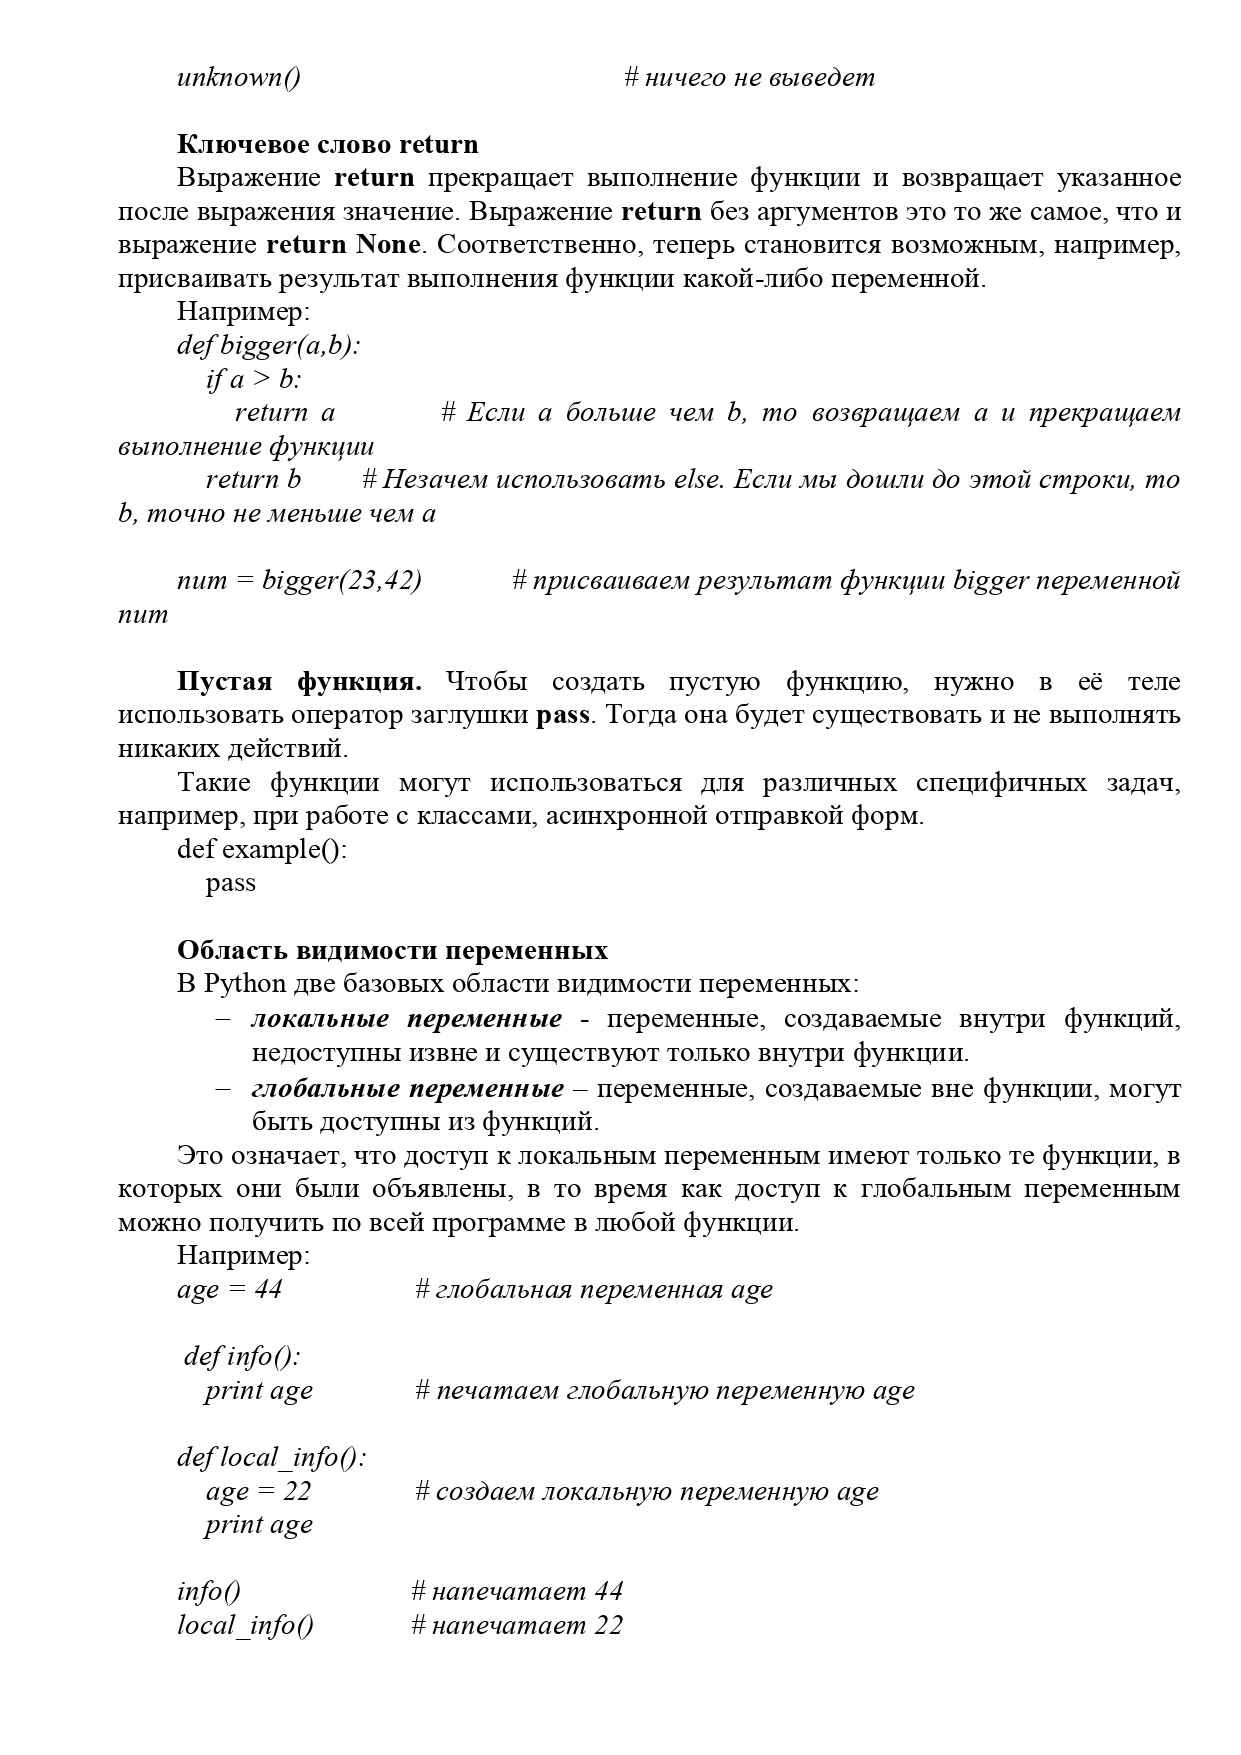 unknown() # ничего не выведет
Ключевое слово return
Выражение return прекращает выполнение функции и возвращает указанное
после выражения значение. Выражение return без аргументов это то же самое, что и
выражение return None. Соответственно, теперь становится возможным, например,
присваивать результат выполнения функции какой-либо переменной.
Например:
def bigger(a,b):
if a > b:
return a # Если a больше чем b, то возвращаем a и прекращаем
выполнение функции
return b # Незачем использовать else. Если мы дошли до этой строки, то
b, точно не меньше чем a
num = bigger(23,42) # присваиваем результат функции bigger переменной
num
Пустая функция. Чтобы создать пустую функцию, нужно в её теле
использовать оператор заглушки pass. Тогда она будет существовать и не выполнять
никаких действий.
Такие функции могут использоваться для различных специфичных задач,
например, при работе с классами, асинхронной отправкой форм.
def example():
pass
Область видимости переменных
В Python две базовых области видимости переменных:
– локальные переменные - переменные, создаваемые внутри функций,
недоступны извне и существуют только внутри функции.
– глобальные переменные – переменные, создаваемые вне функции, могут
быть доступны из функций.
Это означает, что доступ к локальным переменным имеют только те функции, в
которых они были объявлены, в то время как доступ к глобальным переменным
можно получить по всей программе в любой функции.
Например:
age = 44 # глобальная переменная age
def info():
print age # печатаем глобальную переменную age
def local_info():
age = 22 # создаем локальную переменную age
print age
info() # напечатает 44
local_info() # напечатает 22